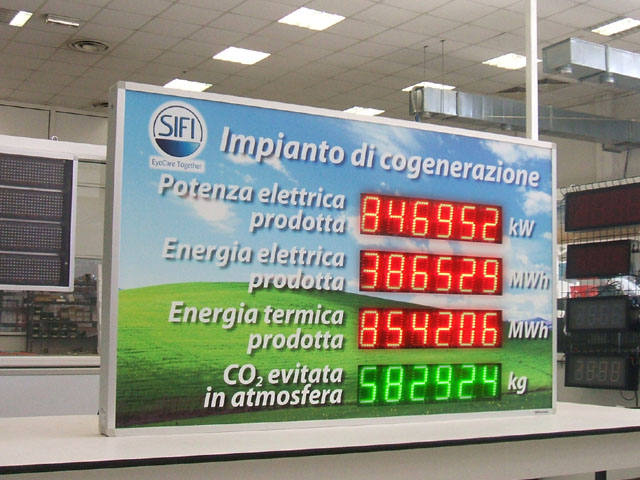 SIFI
EyeCare Together
Impianto di cogenerazione
Potenza elettrica
prodotta 846952 kW
Energia elettrica
prodotta 386529 MWh
Energia termica
prodotta 854206 MWh
CO₂ evitata
in atmosfera 582924 kg